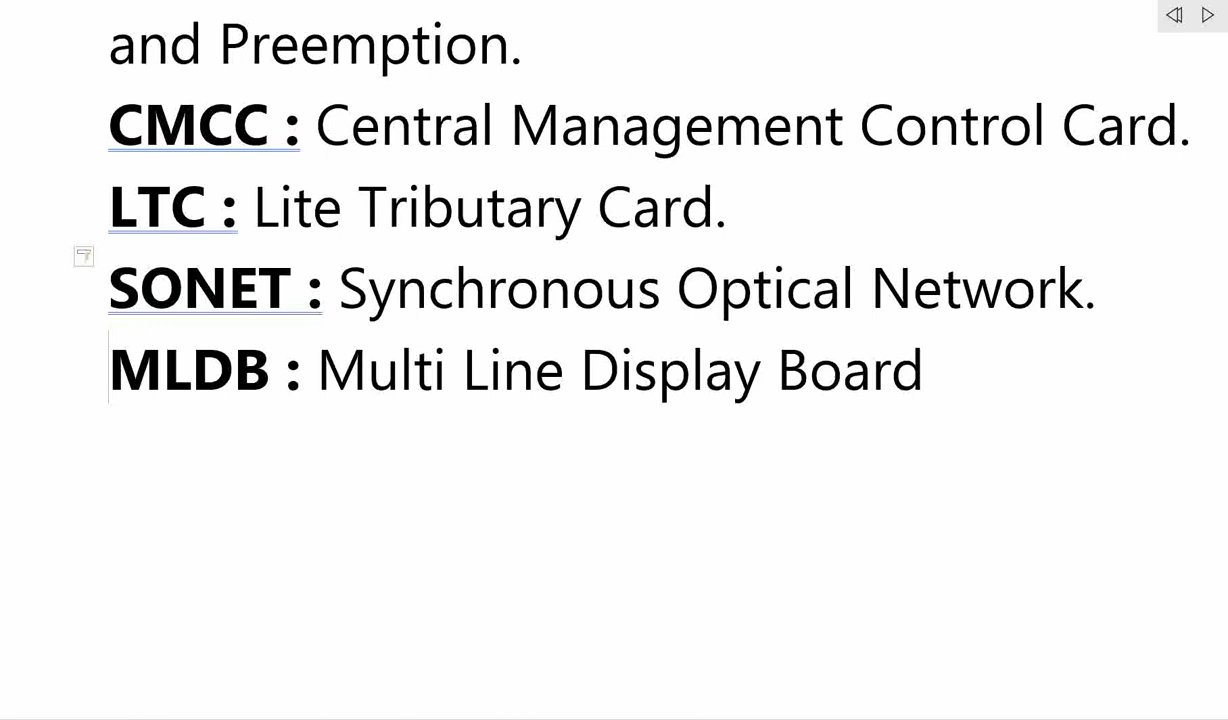 and Preemption.
CMCC : Central Management Control Card.
LTC : Lite Tributary Card.
SONET : Synchronous Optical Network.
MLDB : Multi Line Display Board